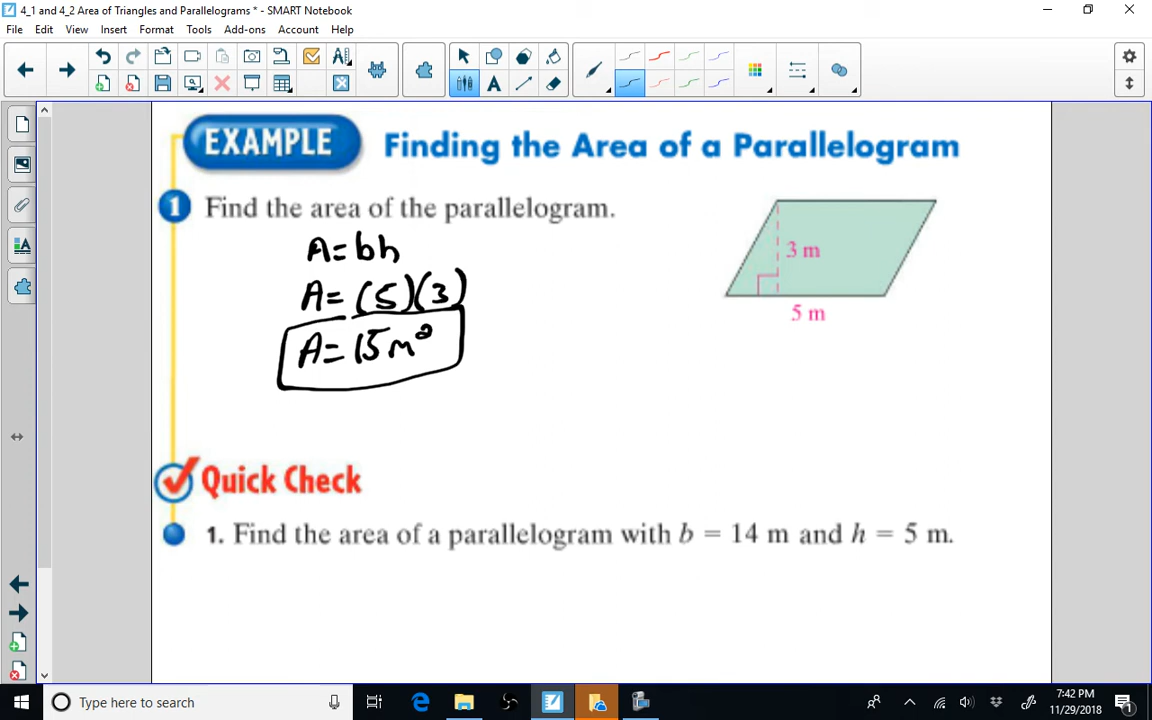 4_1 and 4_2 Area of Triangles and Parallelograms * - SMART Notebook
File Edit View Insert Format Tools Add-ons Account Help
EXAMPLE Finding the Area of a Parallelogram
1 Find the area of the parallelogram.
A = bh
A = (5)(3)
A = 15 m²
3 m
5 m
Quick Check
1. Find the area of a parallelogram with b = 14 m and h = 5 m.
Type here to search
7:42 PM
11/29/2018
1